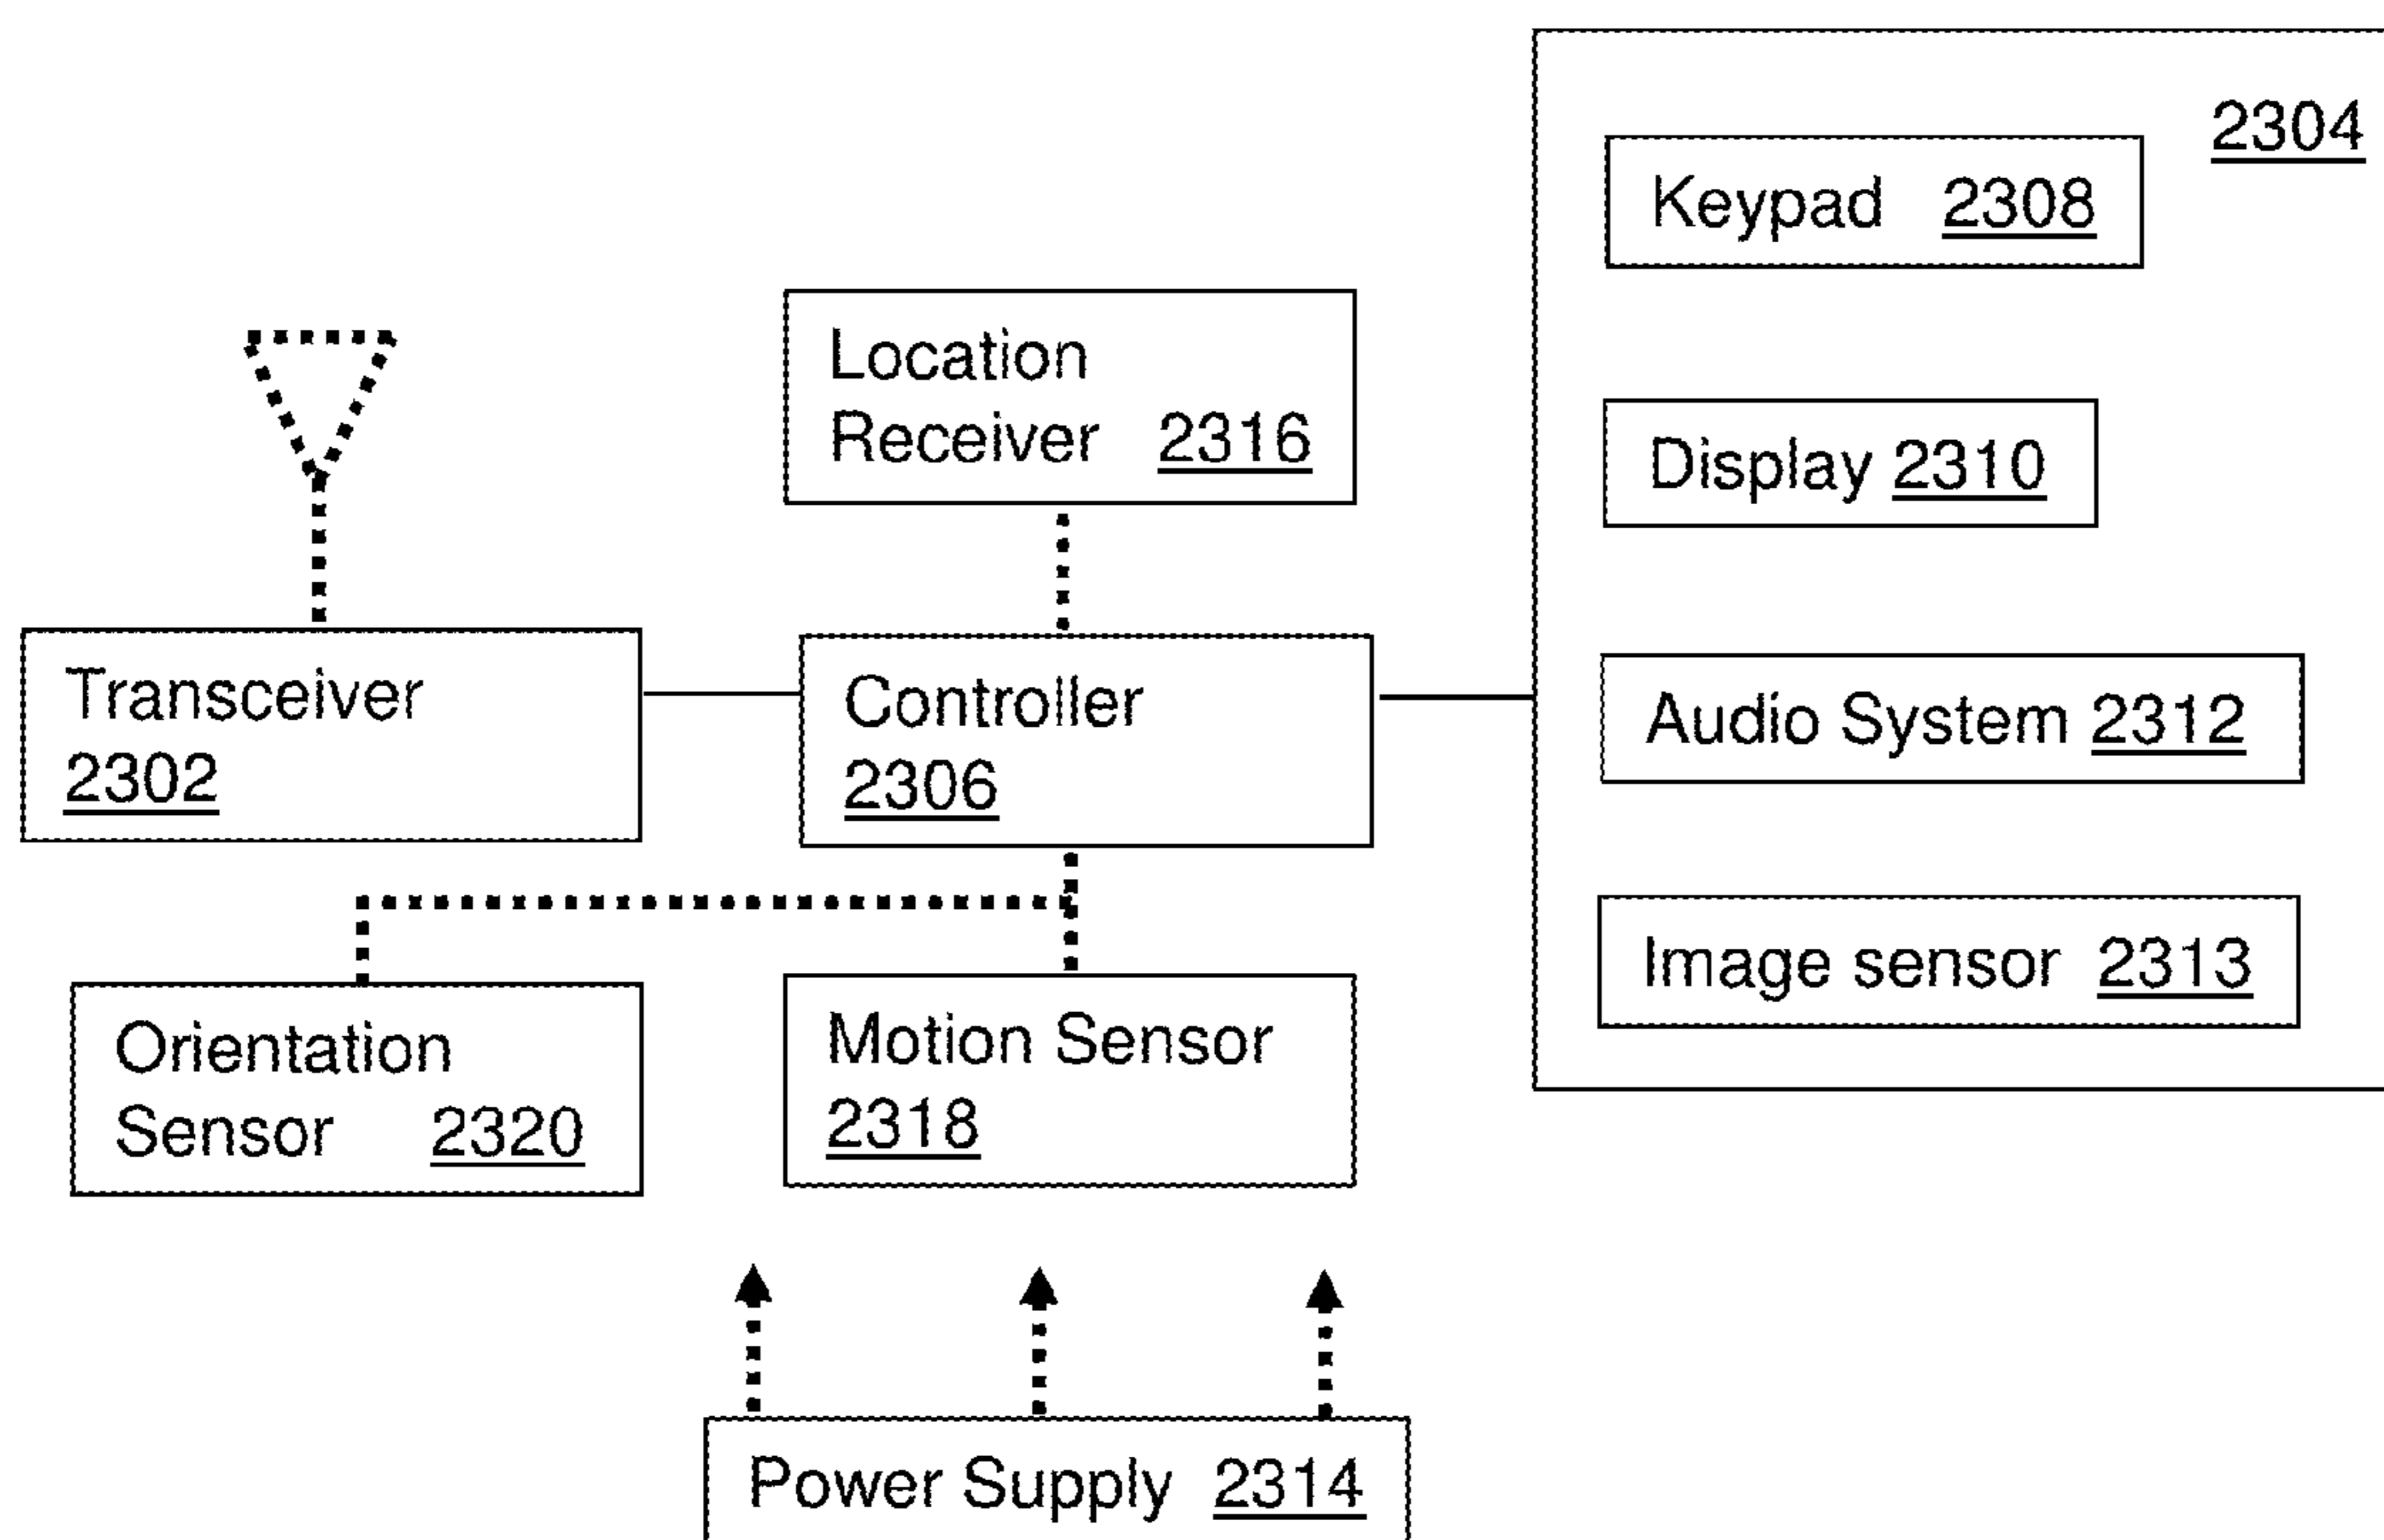 2304
Keypad 2308
Location
Receiver 2316
Display 2310
Transceiver
2302
Controller
2306
Audio System 2312
Image sensor 2313
Orientation
Sensor 2320
Motion Sensor
2318
Power Supply 2314